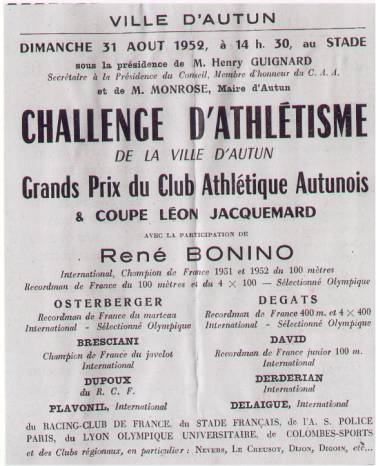 VILLE D'AUTUN
DIMANCHE 31 AOUT 1952, à 14 h. 30, au STADE
sous la présidence de M. Henry GUIGNARD
Secrétaire à la Présidence du Conseil, Membre d'honneur du C. A. A.
et de M. MONROSE, Maire d'Autun
CHALLENGE D'ATHLÉTISME
DE LA VILLE D'AUTUN
Grands Prix du Club Athlétique Autunois
& COUPE LÉON JACQUEMARD
AVEC LA PARTICIPATION DE
René BONINO
International, Champion de France 1951 et 1952 du 100 mètres
Recordman de France du 100 mètres et du 4 × 100 — Sélectionné Olympique
OSTERBERGER
Recordman de France du marteau
International - Sélectionné Olympique
BRESCIANI
Champion de France du javelot
International
DUPOUX
du R. C. F.
PLAVONIL, International
DEGATS
Recordman de France 400 m. et 4 × 400
International - Sélectionné Olympique
DAVID
Recordman de France junior 100 m.
International
DERDERIAN
International
DELAIGUE, International
du RACING-CLUB DE FRANCE, du STADE FRANÇAIS, de l'A. S. POLICE
PARIS, du LYON OLYMPIQUE UNIVERSITAIRE, de COLOMBES-SPORTS
et des Clubs régionaux, en particulier : NEVERS, LE CREUSOT, DIJON, DIGOIN, etc...